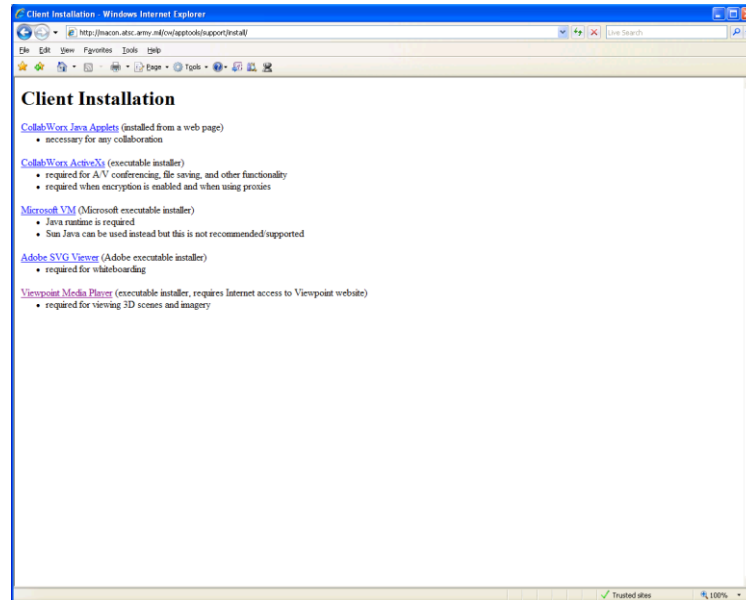 Client Installation - Windows Internet Explorer
http://macon.atsc.army.mil/cw/apptools/support/install/
Live Search
File Edit View Favorites Tools Help
Page Tools
Client Installation
CollabWorx Java Applets (installed from a web page)
• necessary for any collaboration
CollabWorx ActiveXs (executable installer)
• required for A/V conferencing, file saving, and other functionality
• required when encryption is enabled and when using proxies
Microsoft VM (Microsoft executable installer)
• Java runtime is required
• Sun Java can be used instead but this is not recommended/supported
Adobe SVG Viewer (Adobe executable installer)
• required for whiteboarding
Viewpoint Media Player (executable installer, requires Internet access to Viewpoint website)
• required for viewing 3D scenes and imagery
Trusted sites 100%